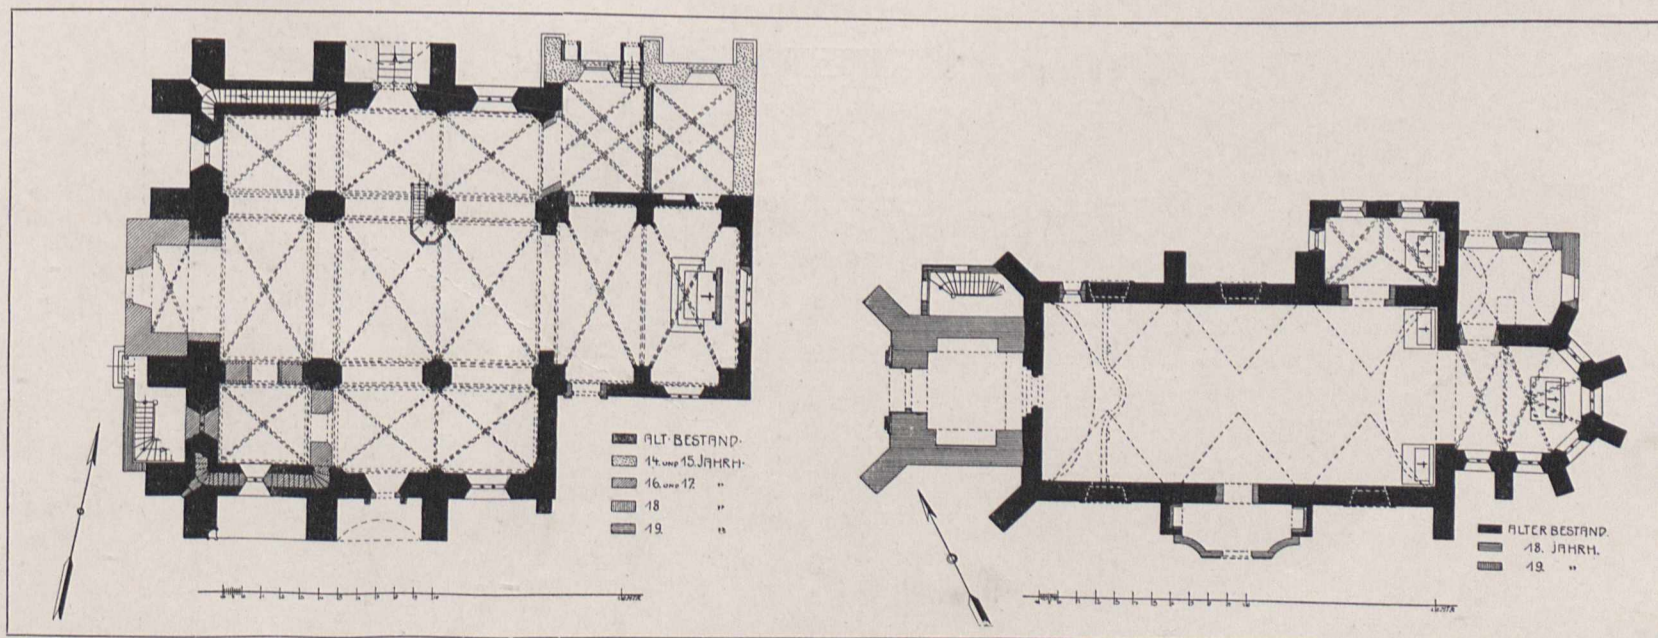 ALT·BESTAND·
14. UND 15. JAHRH·
16. UND 17. "
18 "
19. "
ALTER BESTAND.
18. JAHRH.
19. "